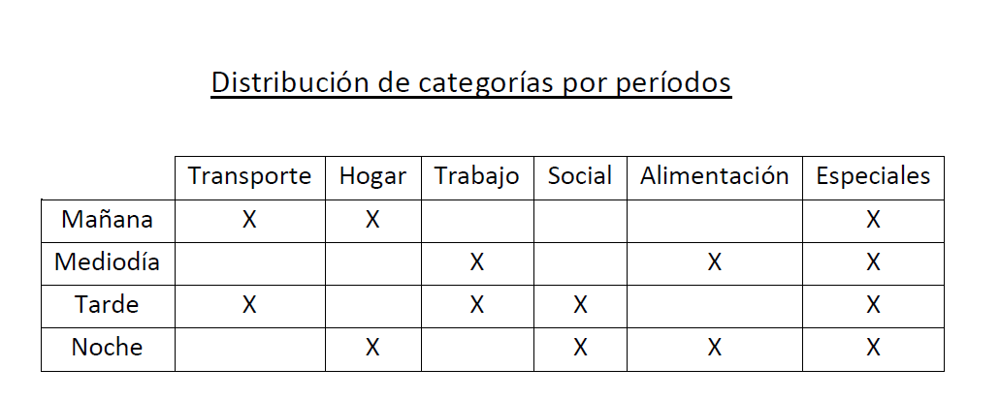 Distribución de categorías por períodos
Transporte Hogar Trabajo Social Alimentación Especiales
Mañana X X X
Mediodía X X X
Tarde X X X X
Noche X X X X